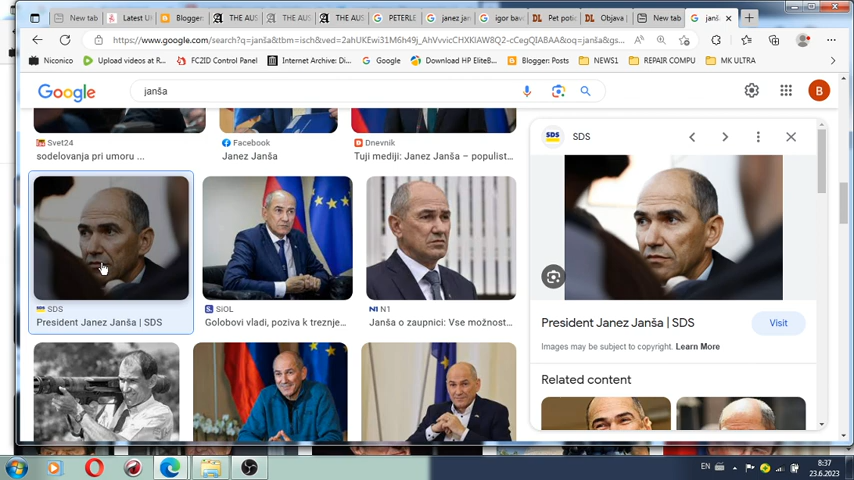 New tab
Latest U
Blogger:
THE AUS
THE AUS
THE AUS
PETERLE
janez jan
igor bavc
Pet potic
Objava |
New tab
janša
https://www.google.com/search?q=janša&tbm=isch&ved=2ahUKEwi31M6h49j_AhVvvicCHXKlAW8Q2-cCegQIABAA&oq=janša&gs...
Niconico
Upload videos at R...
FCZID Control Panel
Internet Archive: Di...
Google
Download HP EliteB...
Blogger: Posts
NEWS1
REPAIR COMPU
MK ULTRA
Google
janša
B
Svet24
sodelovanja pri umoru ...
Facebook
Janez Janša
Dnevnik
Tuji mediji: Janez Janša – populist...
SDS
President Janez Janša | SDS
SiOL
Golobovi vladi, poziva k treznje...
N1
Janša o zaupnici: Vse možnost...
SDS
SDS
President Janez Janša | SDS
Visit
Images may be subject to copyright. Learn More
Related content
EN
8:37
23.6.2023